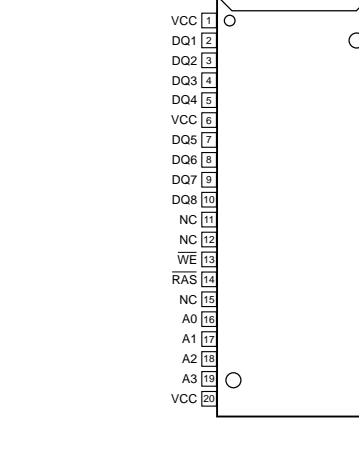 VCC 1
DQ1 2
DQ2 3
DQ3 4
DQ4 5
VCC 6
DQ5 7
DQ6 8
DQ7 9
DQ8 10
NC 11
NC 12
WE 13
RAS 14
NC 15
A0 16
A1 17
A2 18
A3 19
VCC 20